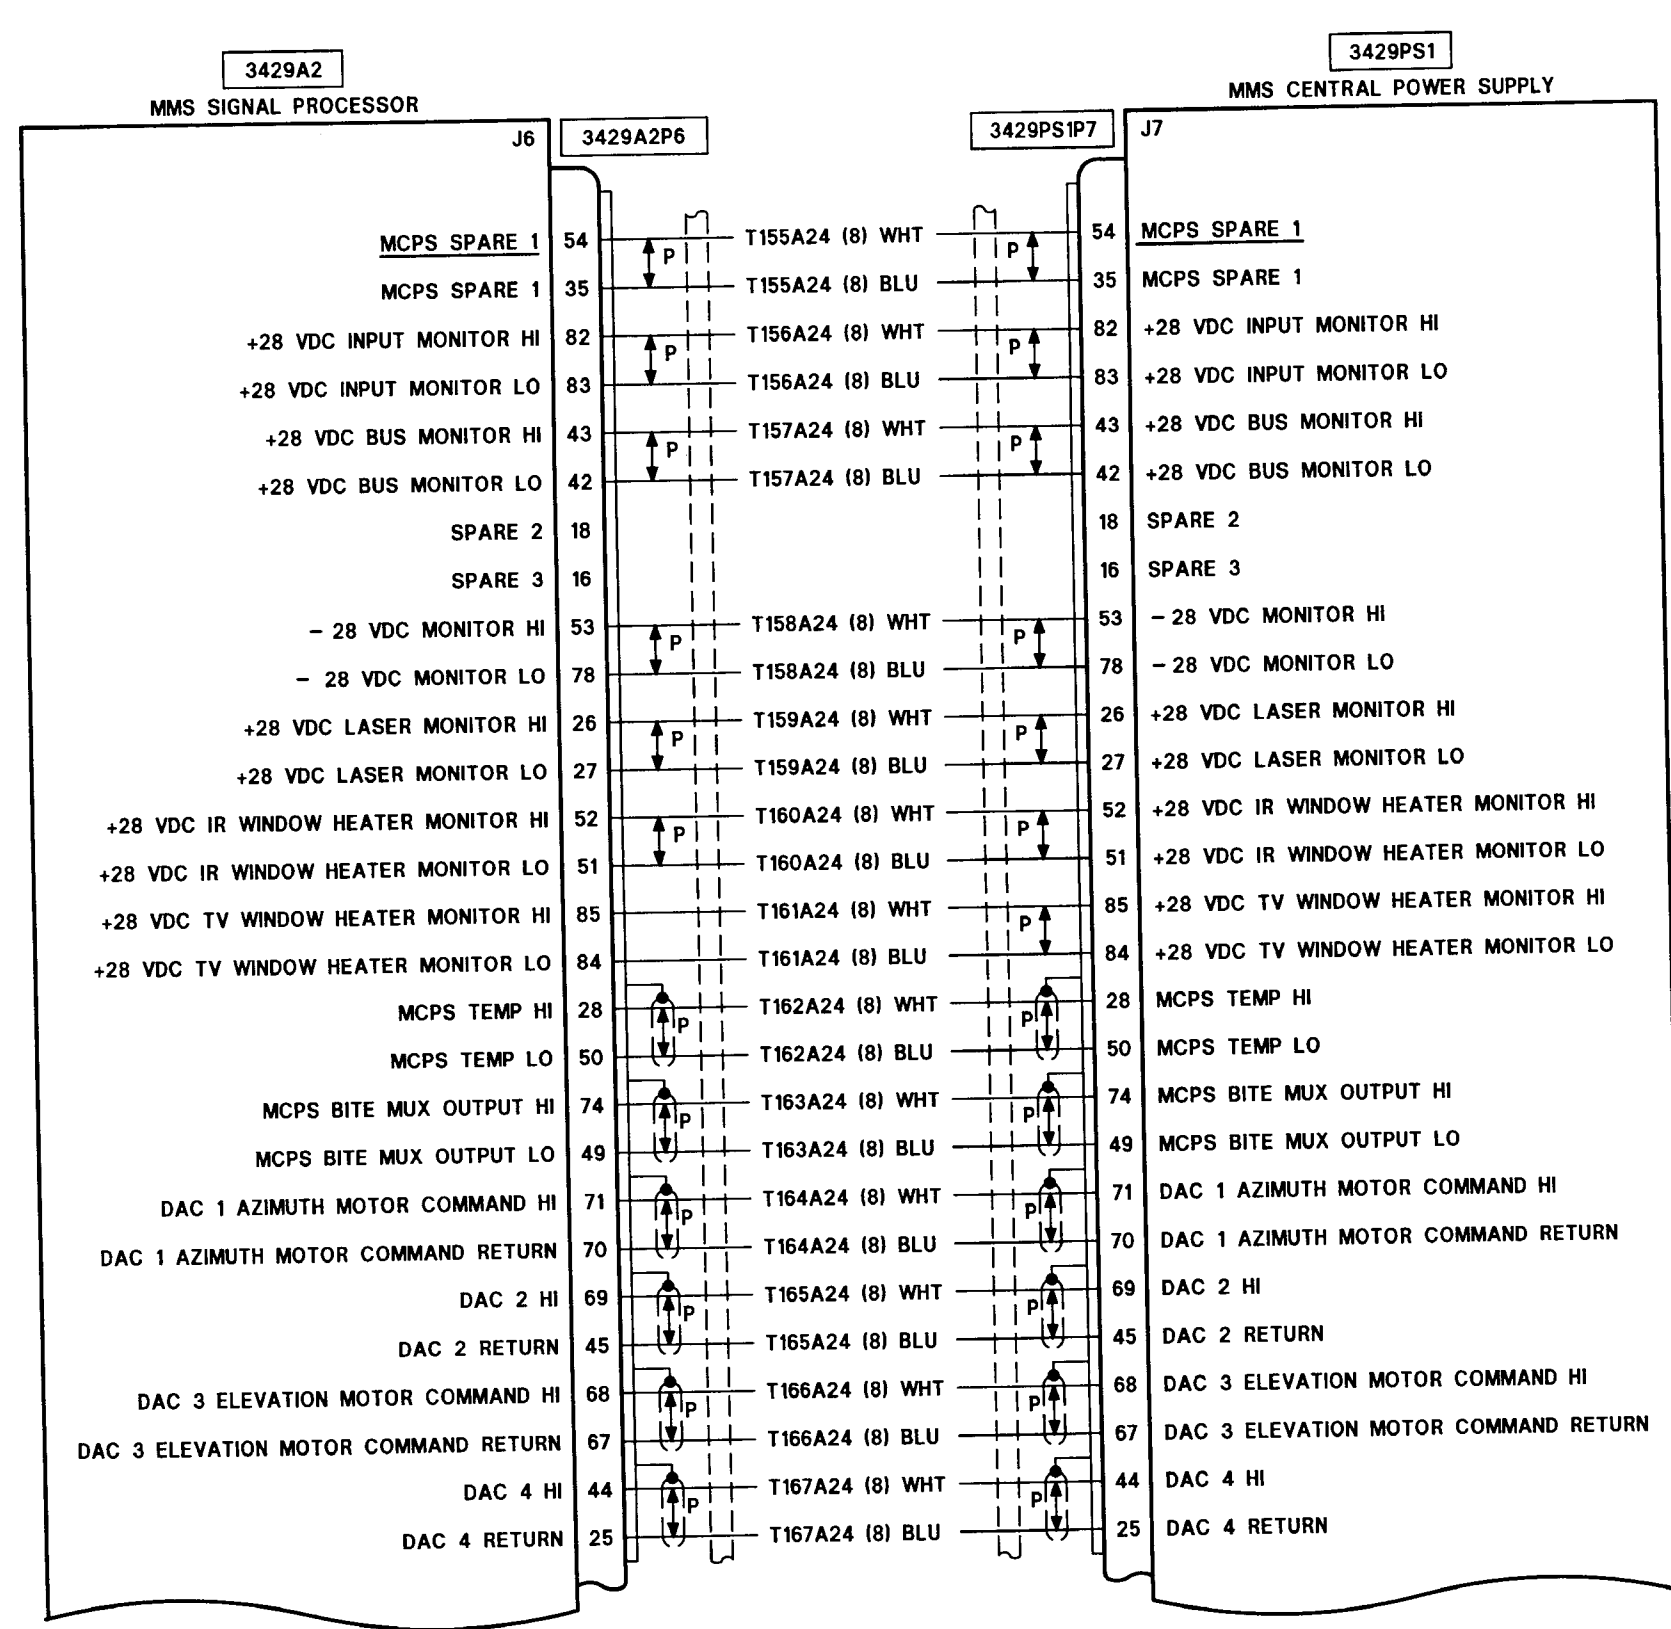 3429A2
MMS SIGNAL PROCESSOR
3429PS1
MMS CENTRAL POWER SUPPLY
J6 3429A2P6 3429PS1P7 J7
MCPS SPARE 1 54 P T155A24 (8) WHT P 54 MCPS SPARE 1
MCPS SPARE 1 35 T155A24 (8) BLU 35 MCPS SPARE 1
+28 VDC INPUT MONITOR HI 82 P T156A24 (8) WHT P 82 +28 VDC INPUT MONITOR HI
+28 VDC INPUT MONITOR LO 83 T156A24 (8) BLU 83 +28 VDC INPUT MONITOR LO
+28 VDC BUS MONITOR HI 43 P T157A24 (8) WHT P 43 +28 VDC BUS MONITOR HI
+28 VDC BUS MONITOR LO 42 T157A24 (8) BLU 42 +28 VDC BUS MONITOR LO
SPARE 2 18 18 SPARE 2
SPARE 3 16 16 SPARE 3
– 28 VDC MONITOR HI 53 P T158A24 (8) WHT P 53 – 28 VDC MONITOR HI
– 28 VDC MONITOR LO 78 T158A24 (8) BLU 78 – 28 VDC MONITOR LO
+28 VDC LASER MONITOR HI 26 P T159A24 (8) WHT P 26 +28 VDC LASER MONITOR HI
+28 VDC LASER MONITOR LO 27 T159A24 (8) BLU 27 +28 VDC LASER MONITOR LO
+28 VDC IR WINDOW HEATER MONITOR HI 52 P T160A24 (8) WHT P 52 +28 VDC IR WINDOW HEATER MONITOR HI
+28 VDC IR WINDOW HEATER MONITOR LO 51 T160A24 (8) BLU 51 +28 VDC IR WINDOW HEATER MONITOR LO
+28 VDC TV WINDOW HEATER MONITOR HI 85 T161A24 (8) WHT P 85 +28 VDC TV WINDOW HEATER MONITOR HI
+28 VDC TV WINDOW HEATER MONITOR LO 84 T161A24 (8) BLU 84 +28 VDC TV WINDOW HEATER MONITOR LO
MCPS TEMP HI 28 P T162A24 (8) WHT P 28 MCPS TEMP HI
MCPS TEMP LO 50 T162A24 (8) BLU 50 MCPS TEMP LO
MCPS BITE MUX OUTPUT HI 74 P T163A24 (8) WHT P 74 MCPS BITE MUX OUTPUT HI
MCPS BITE MUX OUTPUT LO 49 T163A24 (8) BLU 49 MCPS BITE MUX OUTPUT LO
DAC 1 AZIMUTH MOTOR COMMAND HI 71 P T164A24 (8) WHT P 71 DAC 1 AZIMUTH MOTOR COMMAND HI
DAC 1 AZIMUTH MOTOR COMMAND RETURN 70 T164A24 (8) BLU 70 DAC 1 AZIMUTH MOTOR COMMAND RETURN
DAC 2 HI 69 P T165A24 (8) WHT P 69 DAC 2 HI
DAC 2 RETURN 45 T165A24 (8) BLU 45 DAC 2 RETURN
DAC 3 ELEVATION MOTOR COMMAND HI 68 P T166A24 (8) WHT P 68 DAC 3 ELEVATION MOTOR COMMAND HI
DAC 3 ELEVATION MOTOR COMMAND RETURN 67 T166A24 (8) BLU 67 DAC 3 ELEVATION MOTOR COMMAND RETURN
DAC 4 HI 44 P T167A24 (8) WHT P 44 DAC 4 HI
DAC 4 RETURN 25 T167A24 (8) BLU 25 DAC 4 RETURN